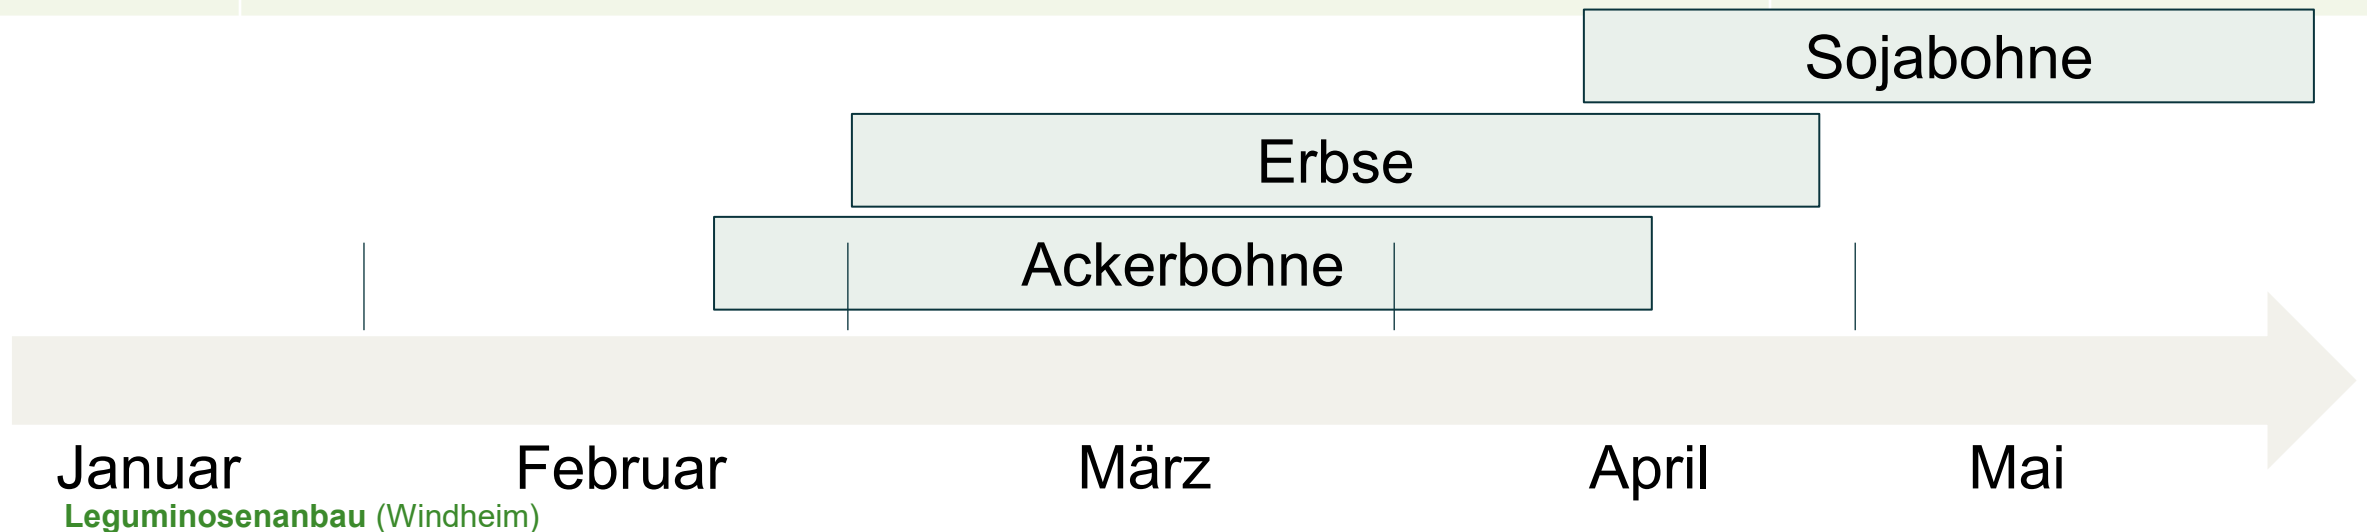 Sojabohne
Erbse
Ackerbohne
Januar Februar März April Mai
Leguminosenanbau (Windheim)